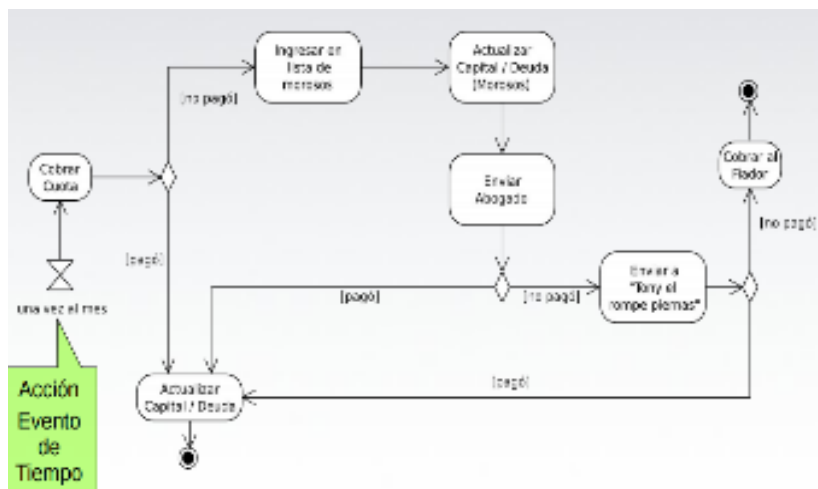 Ingresar en
lista de
morosos
Actualizar
Capital / Deuda
(Morosos)
[no pagó]
Cobrar
Cuota
Enviar
Abogado
Cobrar al
Fiador
[no pagó]
[pagó]
Enviar a
"Tony el
rompe piernas"
[pagó]
[no pagó]
una vez al mes
[pagó]
Actualizar
Capital / Deuda
Acción
Evento
de
Tiempo